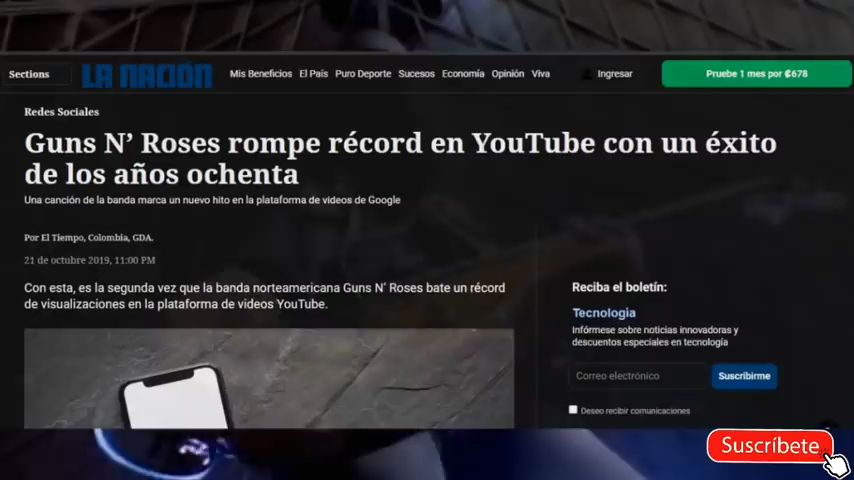 Sections
LA NACIÓN
Mis Beneficios El País Puro Deporte Sucesos Economía Opinión Viva
Ingresar
Pruebe 1 mes por ₡678
Redes Sociales
Guns N’ Roses rompe récord en YouTube con un éxito
de los años ochenta
Una canción de la banda marca un nuevo hito en la plataforma de videos de Google
Por El Tiempo, Colombia, GDA.
21 de octubre 2019, 11:00 PM
Con esta, es la segunda vez que la banda norteamericana Guns N’ Roses bate un récord
de visualizaciones en la plataforma de videos YouTube.
Reciba el boletín:
Tecnologia
Infórmese sobre noticias innovadoras y
descuentos especiales en tecnología
Correo electrónico
Suscribirme
Deseo recibir comunicaciones
Suscríbete